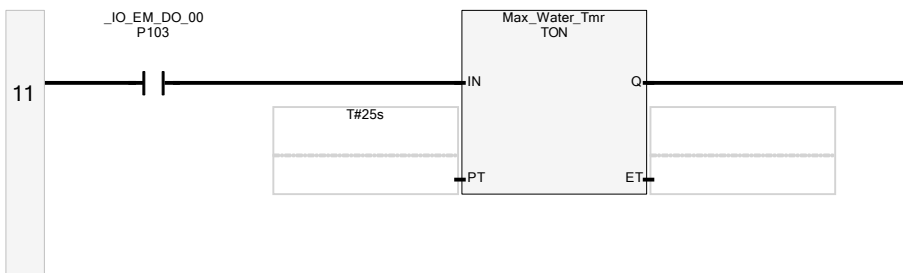 _IO_EM_DO_00
P103
Max_Water_Tmr
TON
11
IN
Q
T#25s
PT
ET